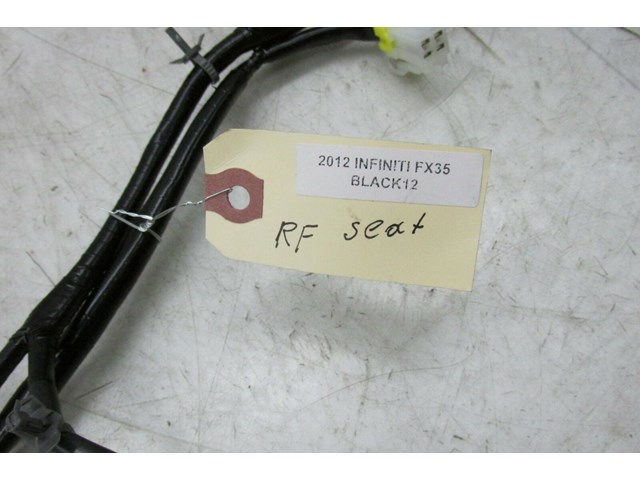 2012 INFINITI FX35
BLACK12
RF seat